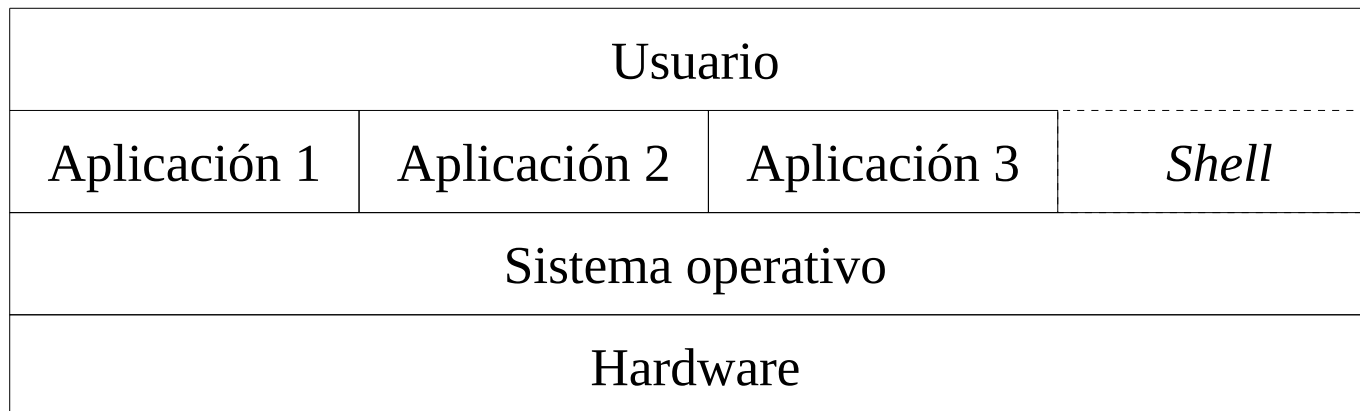 Usuario
Aplicación 1 Aplicación 2 Aplicación 3 Shell
Sistema operativo
Hardware